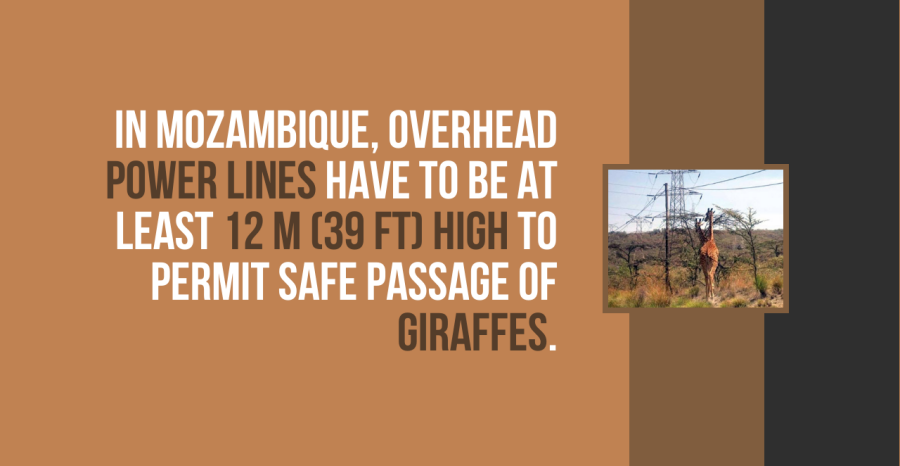 IN MOZAMBIQUE, OVERHEAD
POWER LINES HAVE TO BE AT
LEAST 12 M (39 FT) HIGH TO
PERMIT SAFE PASSAGE OF
GIRAFFES.